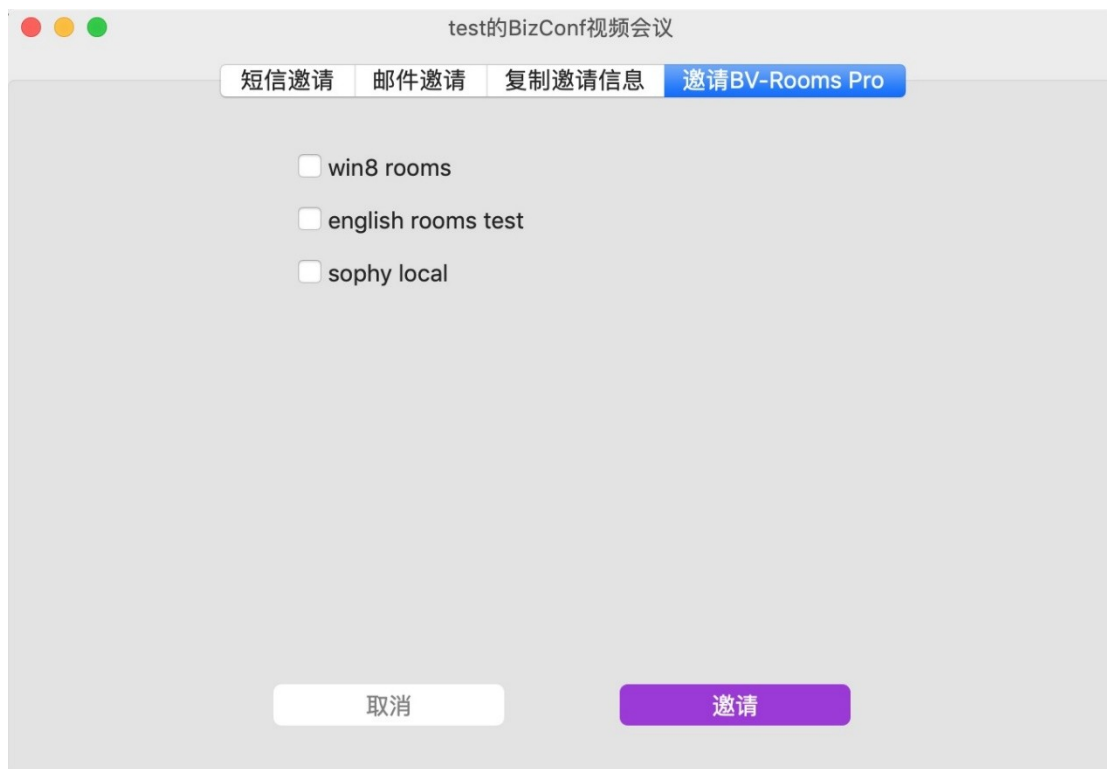 test的BizConf视频会议
短信邀请 邮件邀请 复制邀请信息 邀请BV-Rooms Pro
win8 rooms
english rooms test
sophy local
取消 邀请